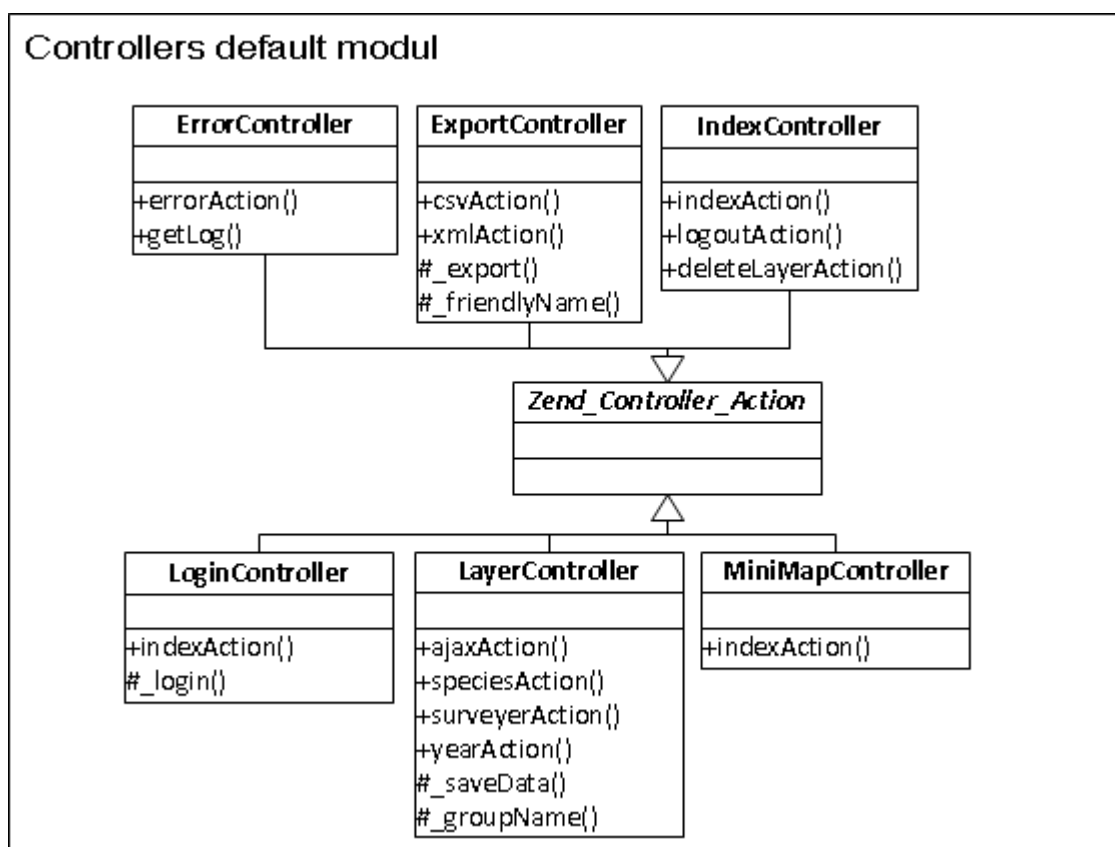 Controllers default modul
ErrorController
+errorAction()
+getLog()
ExportController
+csvAction()
+xmlAction()
#_export()
#_friendlyName()
IndexController
+indexAction()
+logoutAction()
+deleteLayerAction()
Zend_Controller_Action
LoginController
+indexAction()
#_login()
LayerController
+ajaxAction()
+speciesAction()
+surveyerAction()
+yearAction()
#_saveData()
#_groupName()
MiniMapController
+indexAction()